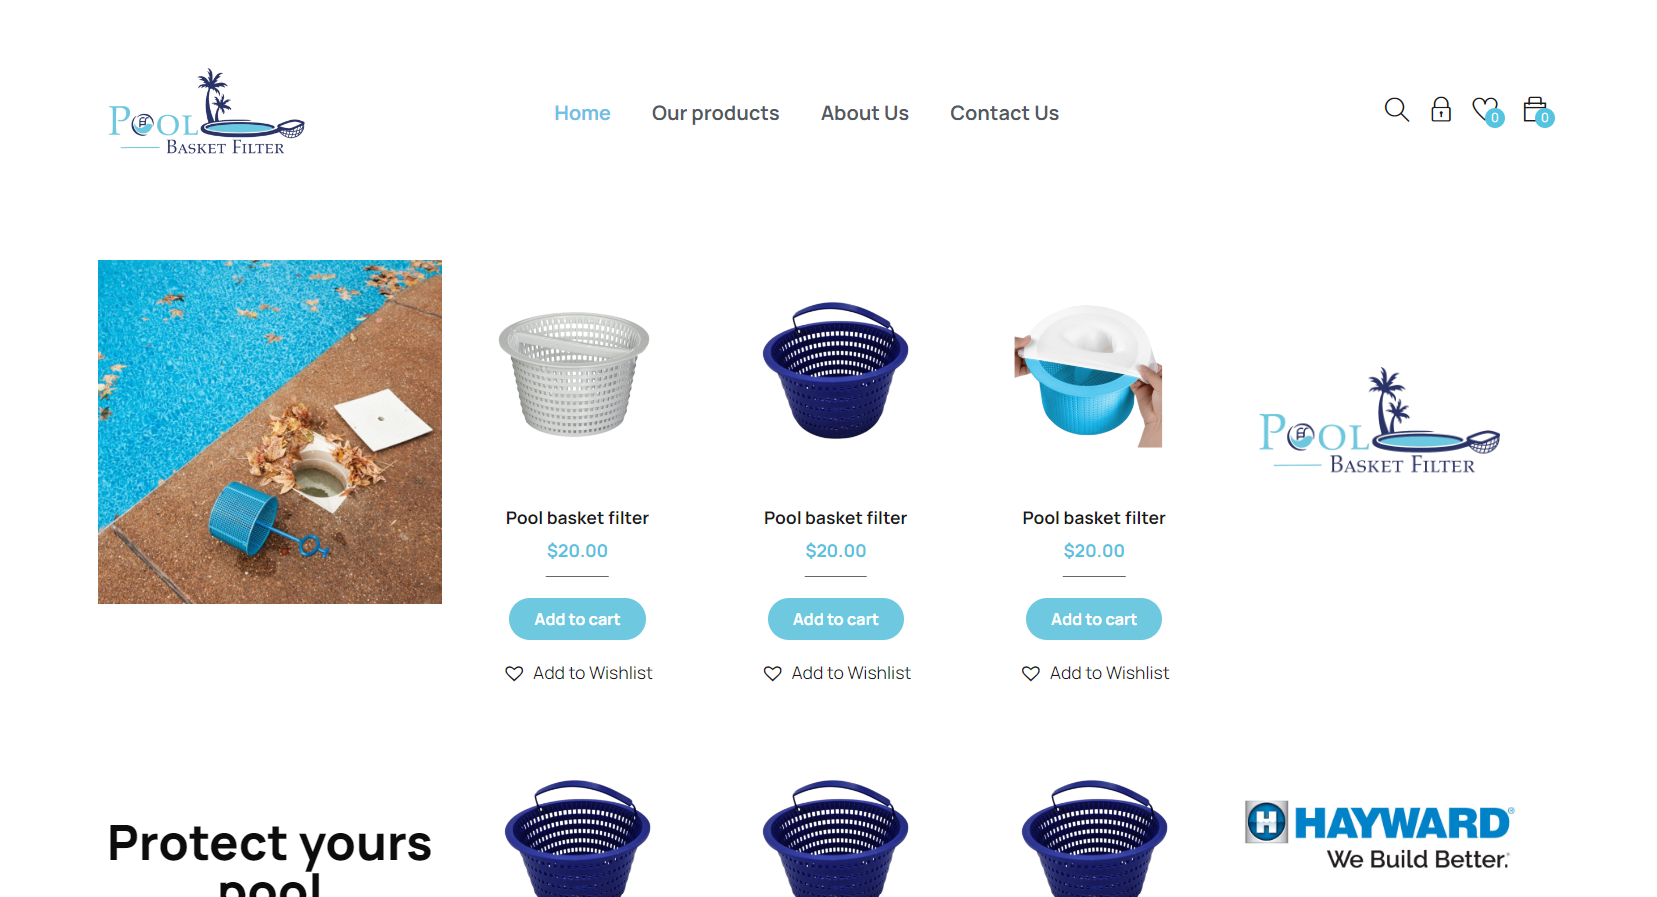 POOL
BASKET FILTER
Home
Our products
About Us
Contact Us
0
0
Pool basket filter
$20.00
Add to cart
Add to Wishlist
Pool basket filter
$20.00
Add to cart
Add to Wishlist
Pool basket filter
$20.00
Add to cart
Add to Wishlist
POOL
BASKET FILTER
Protect yours
pool
H HAYWARD®
We Build Better.